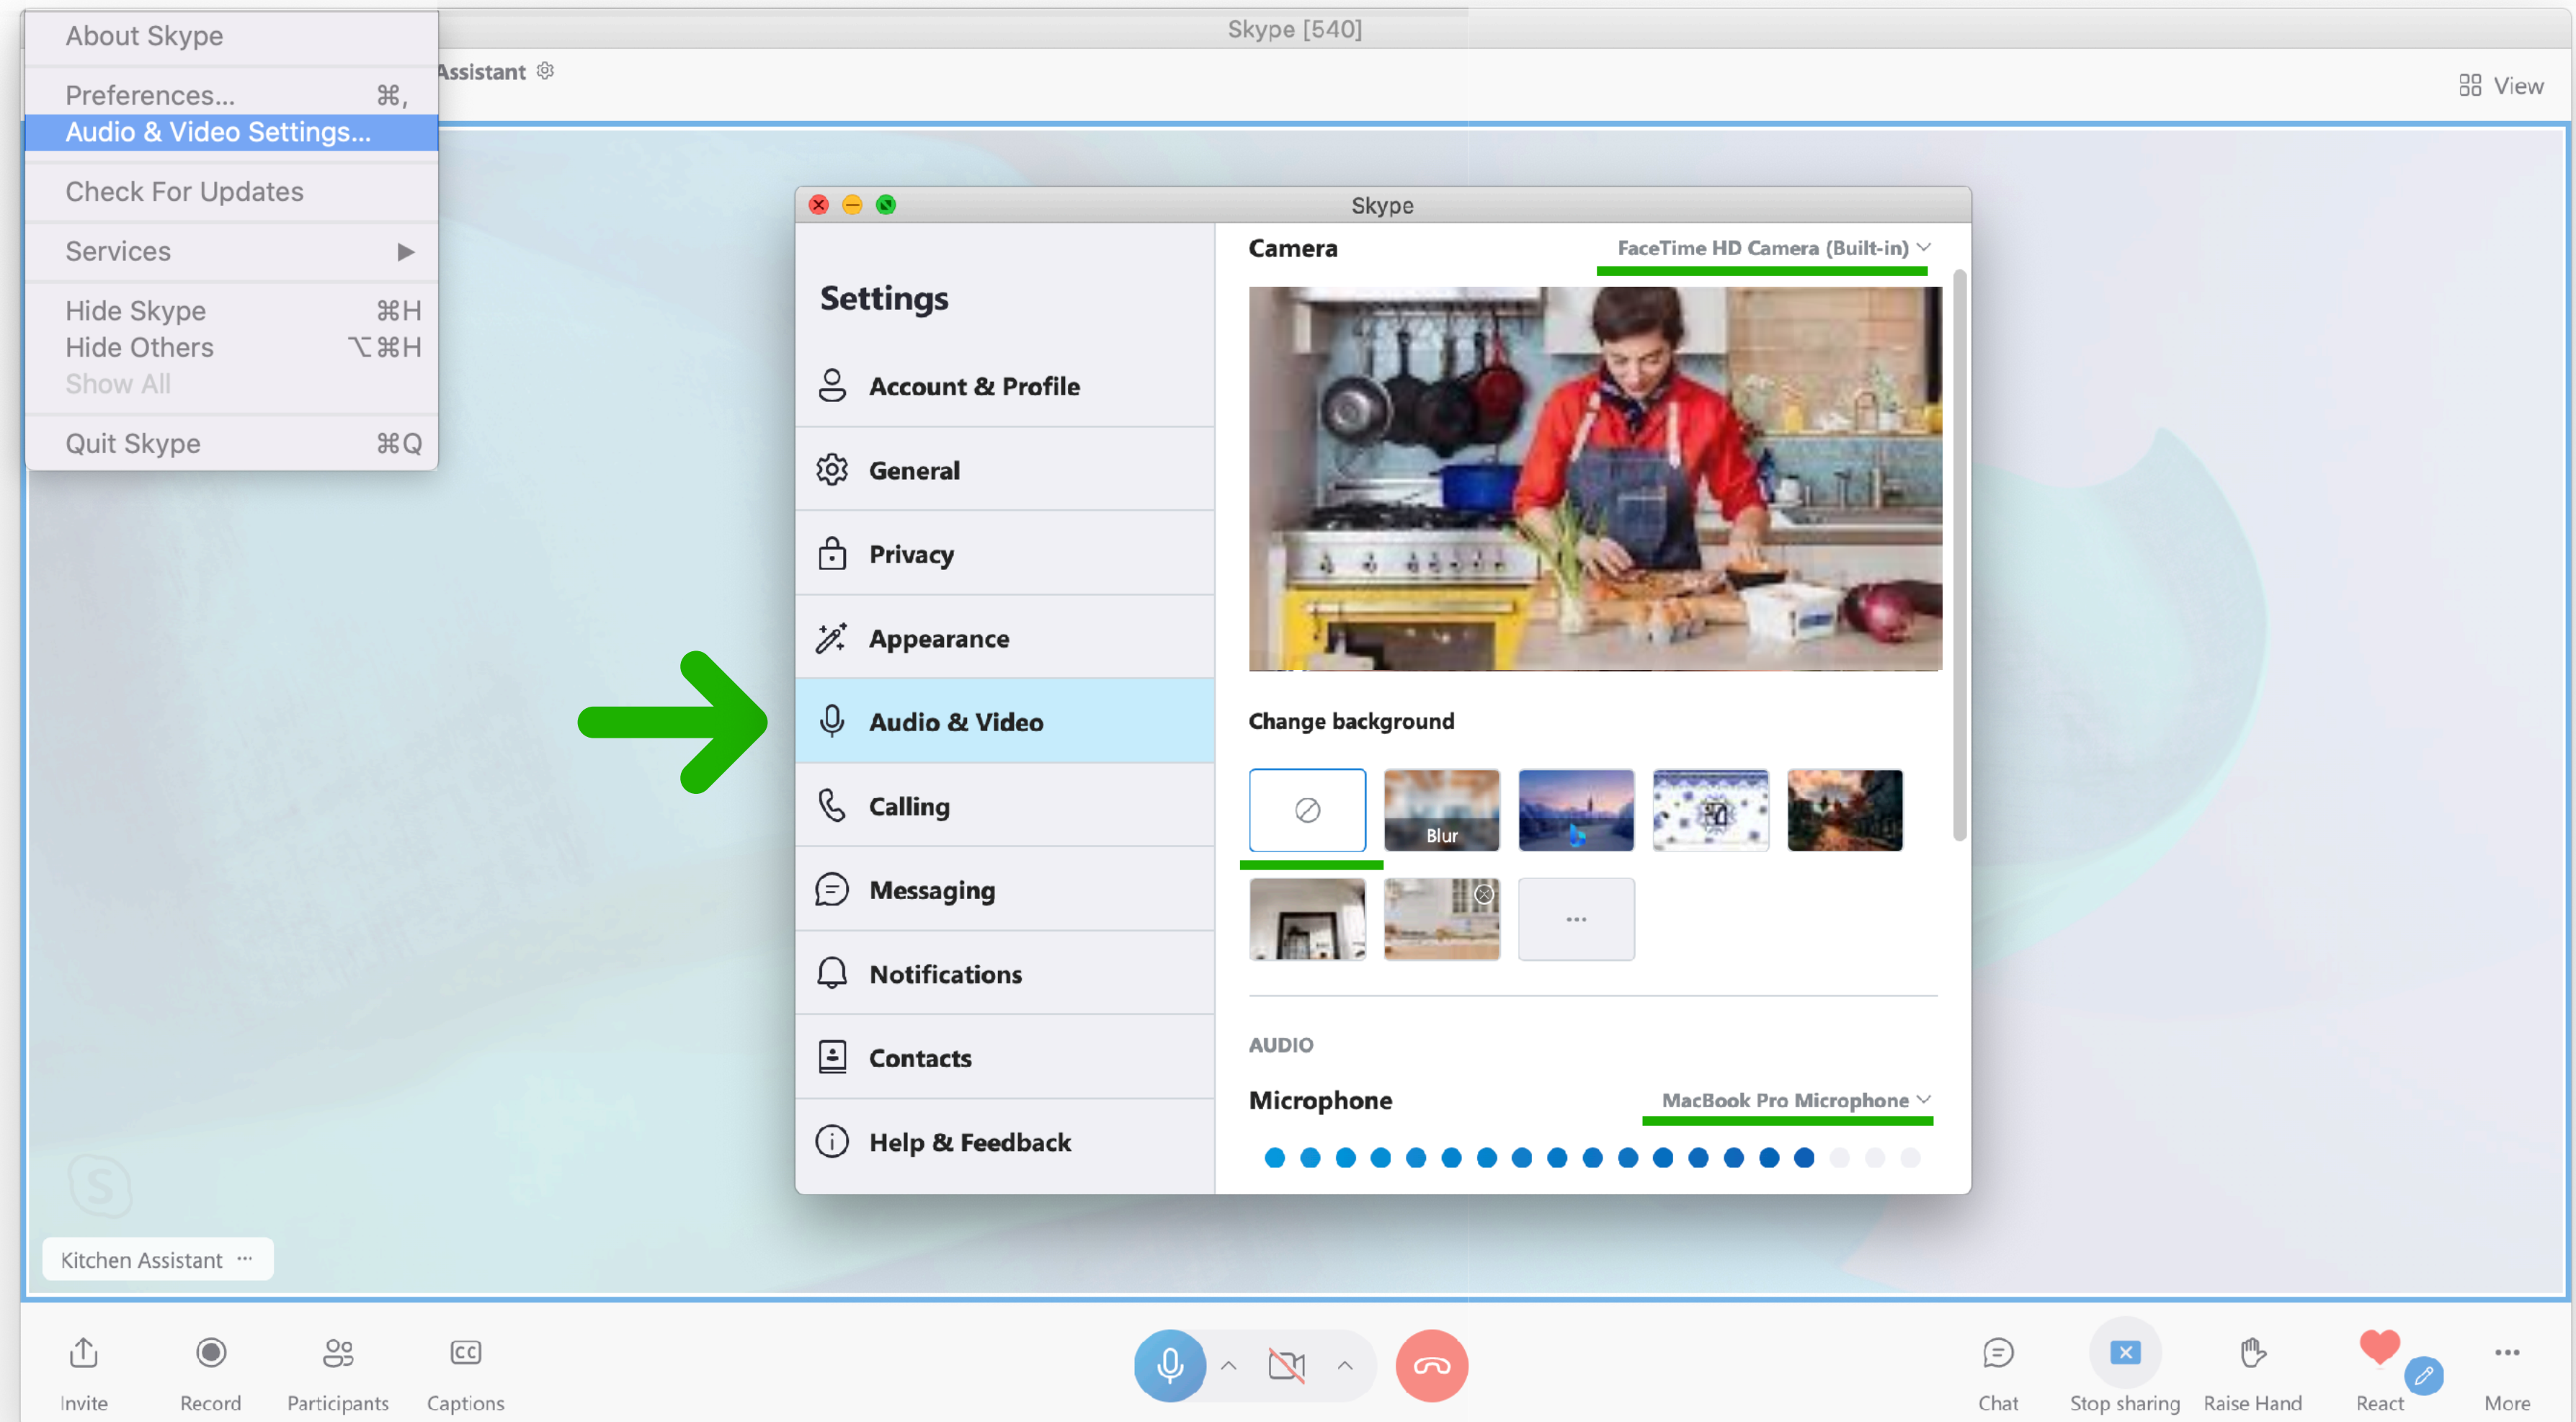 About Skype
Preferences... ⌘,
Audio & Video Settings...
Check For Updates
Services ▶
Hide Skype ⌘H
Hide Others ⌥⌘H
Show All
Quit Skype ⌘Q
Skype [540]
Assistant
View
Skype
Settings
Account & Profile
General
Privacy
Appearance
Audio & Video
Calling
Messaging
Notifications
Contacts
Help & Feedback
Camera FaceTime HD Camera (Built-in)
Change background
Blur
...
AUDIO
Microphone MacBook Pro Microphone
S
Kitchen Assistant ...
CC
Invite Record Participants Captions
Chat Stop sharing Raise Hand React More